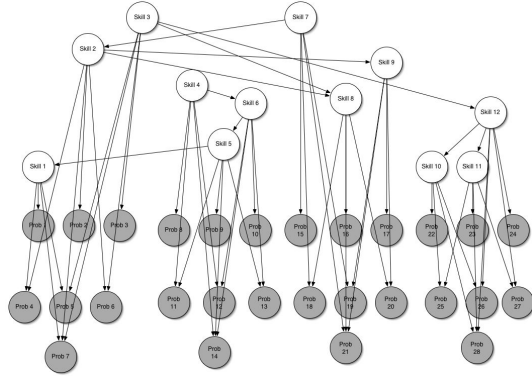 Skill 3
Skill 7
Skill 2
Skill 9
Skill 4
Skill 6
Skill 8
Skill 12
Skill 5
Skill 1
Skill 10
Skill 11
Prob
Prob 2
Prob 3
Prob 8
Prob 9
Prob
10
Prob
15
Prob
16
Prob
17
Prob
22
Prob
23
Prob
24
Prob 4
Prob 5
Prob 6
Prob
11
Prob
12
Prob
13
Prob
18
Prob
19
Prob
20
Prob
25
Prob
26
Prob
27
Prob 7
Prob
14
Prob
21
Prob
28